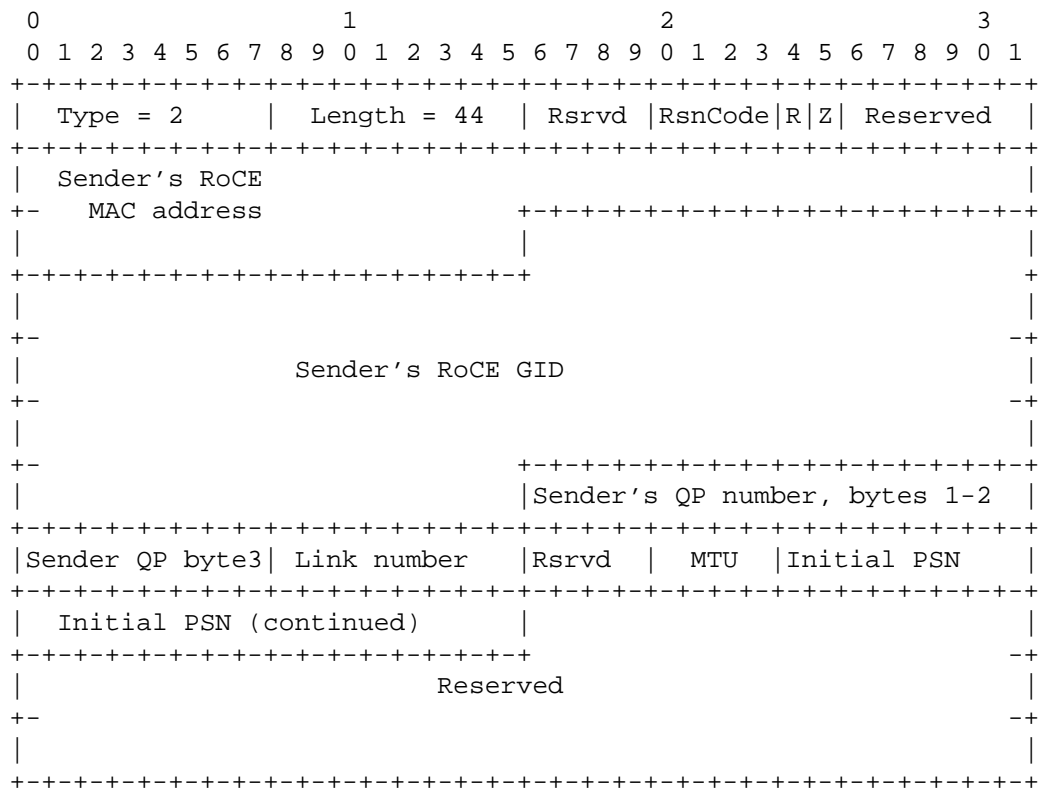 0                   1                   2                   3
 0 1 2 3 4 5 6 7 8 9 0 1 2 3 4 5 6 7 8 9 0 1 2 3 4 5 6 7 8 9 0 1
+-+-+-+-+-+-+-+-+-+-+-+-+-+-+-+-+-+-+-+-+-+-+-+-+-+-+-+-+-+-+-+-+
|  Type = 2     |  Length = 44  | Rsrvd |RsnCode|R|Z| Reserved  |
+-+-+-+-+-+-+-+-+-+-+-+-+-+-+-+-+-+-+-+-+-+-+-+-+-+-+-+-+-+-+-+-+
|  Sender's RoCE                                                |
+-   MAC address                +-+-+-+-+-+-+-+-+-+-+-+-+-+-+-+-+
|                               |                               |
+-+-+-+-+-+-+-+-+-+-+-+-+-+-+-+-+                               +
|                                                               |
+-                                                             -+
|                 Sender's RoCE GID                             |
+-                                                             -+
|                                                               |
+-                              +-+-+-+-+-+-+-+-+-+-+-+-+-+-+-+-+
|                               |Sender's QP number, bytes 1-2  |
+-+-+-+-+-+-+-+-+-+-+-+-+-+-+-+-+-+-+-+-+-+-+-+-+-+-+-+-+-+-+-+-+
|Sender QP byte3| Link number   |Rsrvd  |  MTU  |Initial PSN    |
+-+-+-+-+-+-+-+-+-+-+-+-+-+-+-+-+-+-+-+-+-+-+-+-+-+-+-+-+-+-+-+-+
|  Initial PSN (continued)      |                               |
+-+-+-+-+-+-+-+-+-+-+-+-+-+-+-+-+                              -+
|                          Reserved                             |
+-                                                             -+
|                                                               |
+-+-+-+-+-+-+-+-+-+-+-+-+-+-+-+-+-+-+-+-+-+-+-+-+-+-+-+-+-+-+-+-+